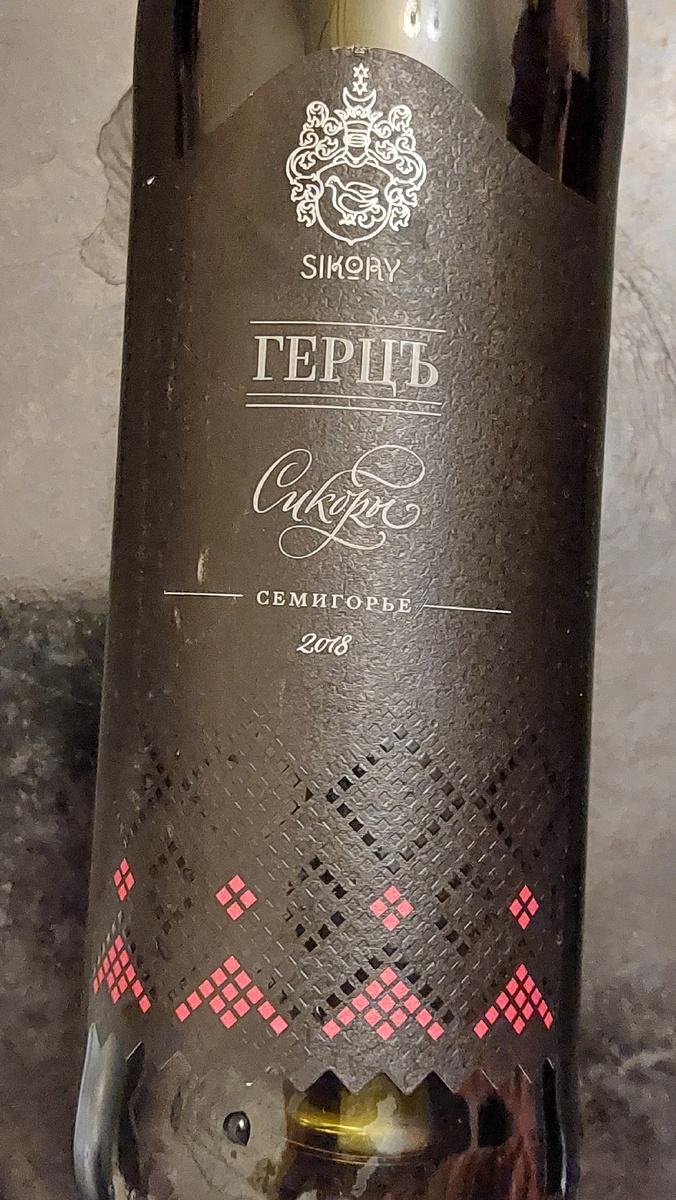 SIKORY
ГЕРЦЪ
Сикоры
СЕМИГОРЬЕ
2018